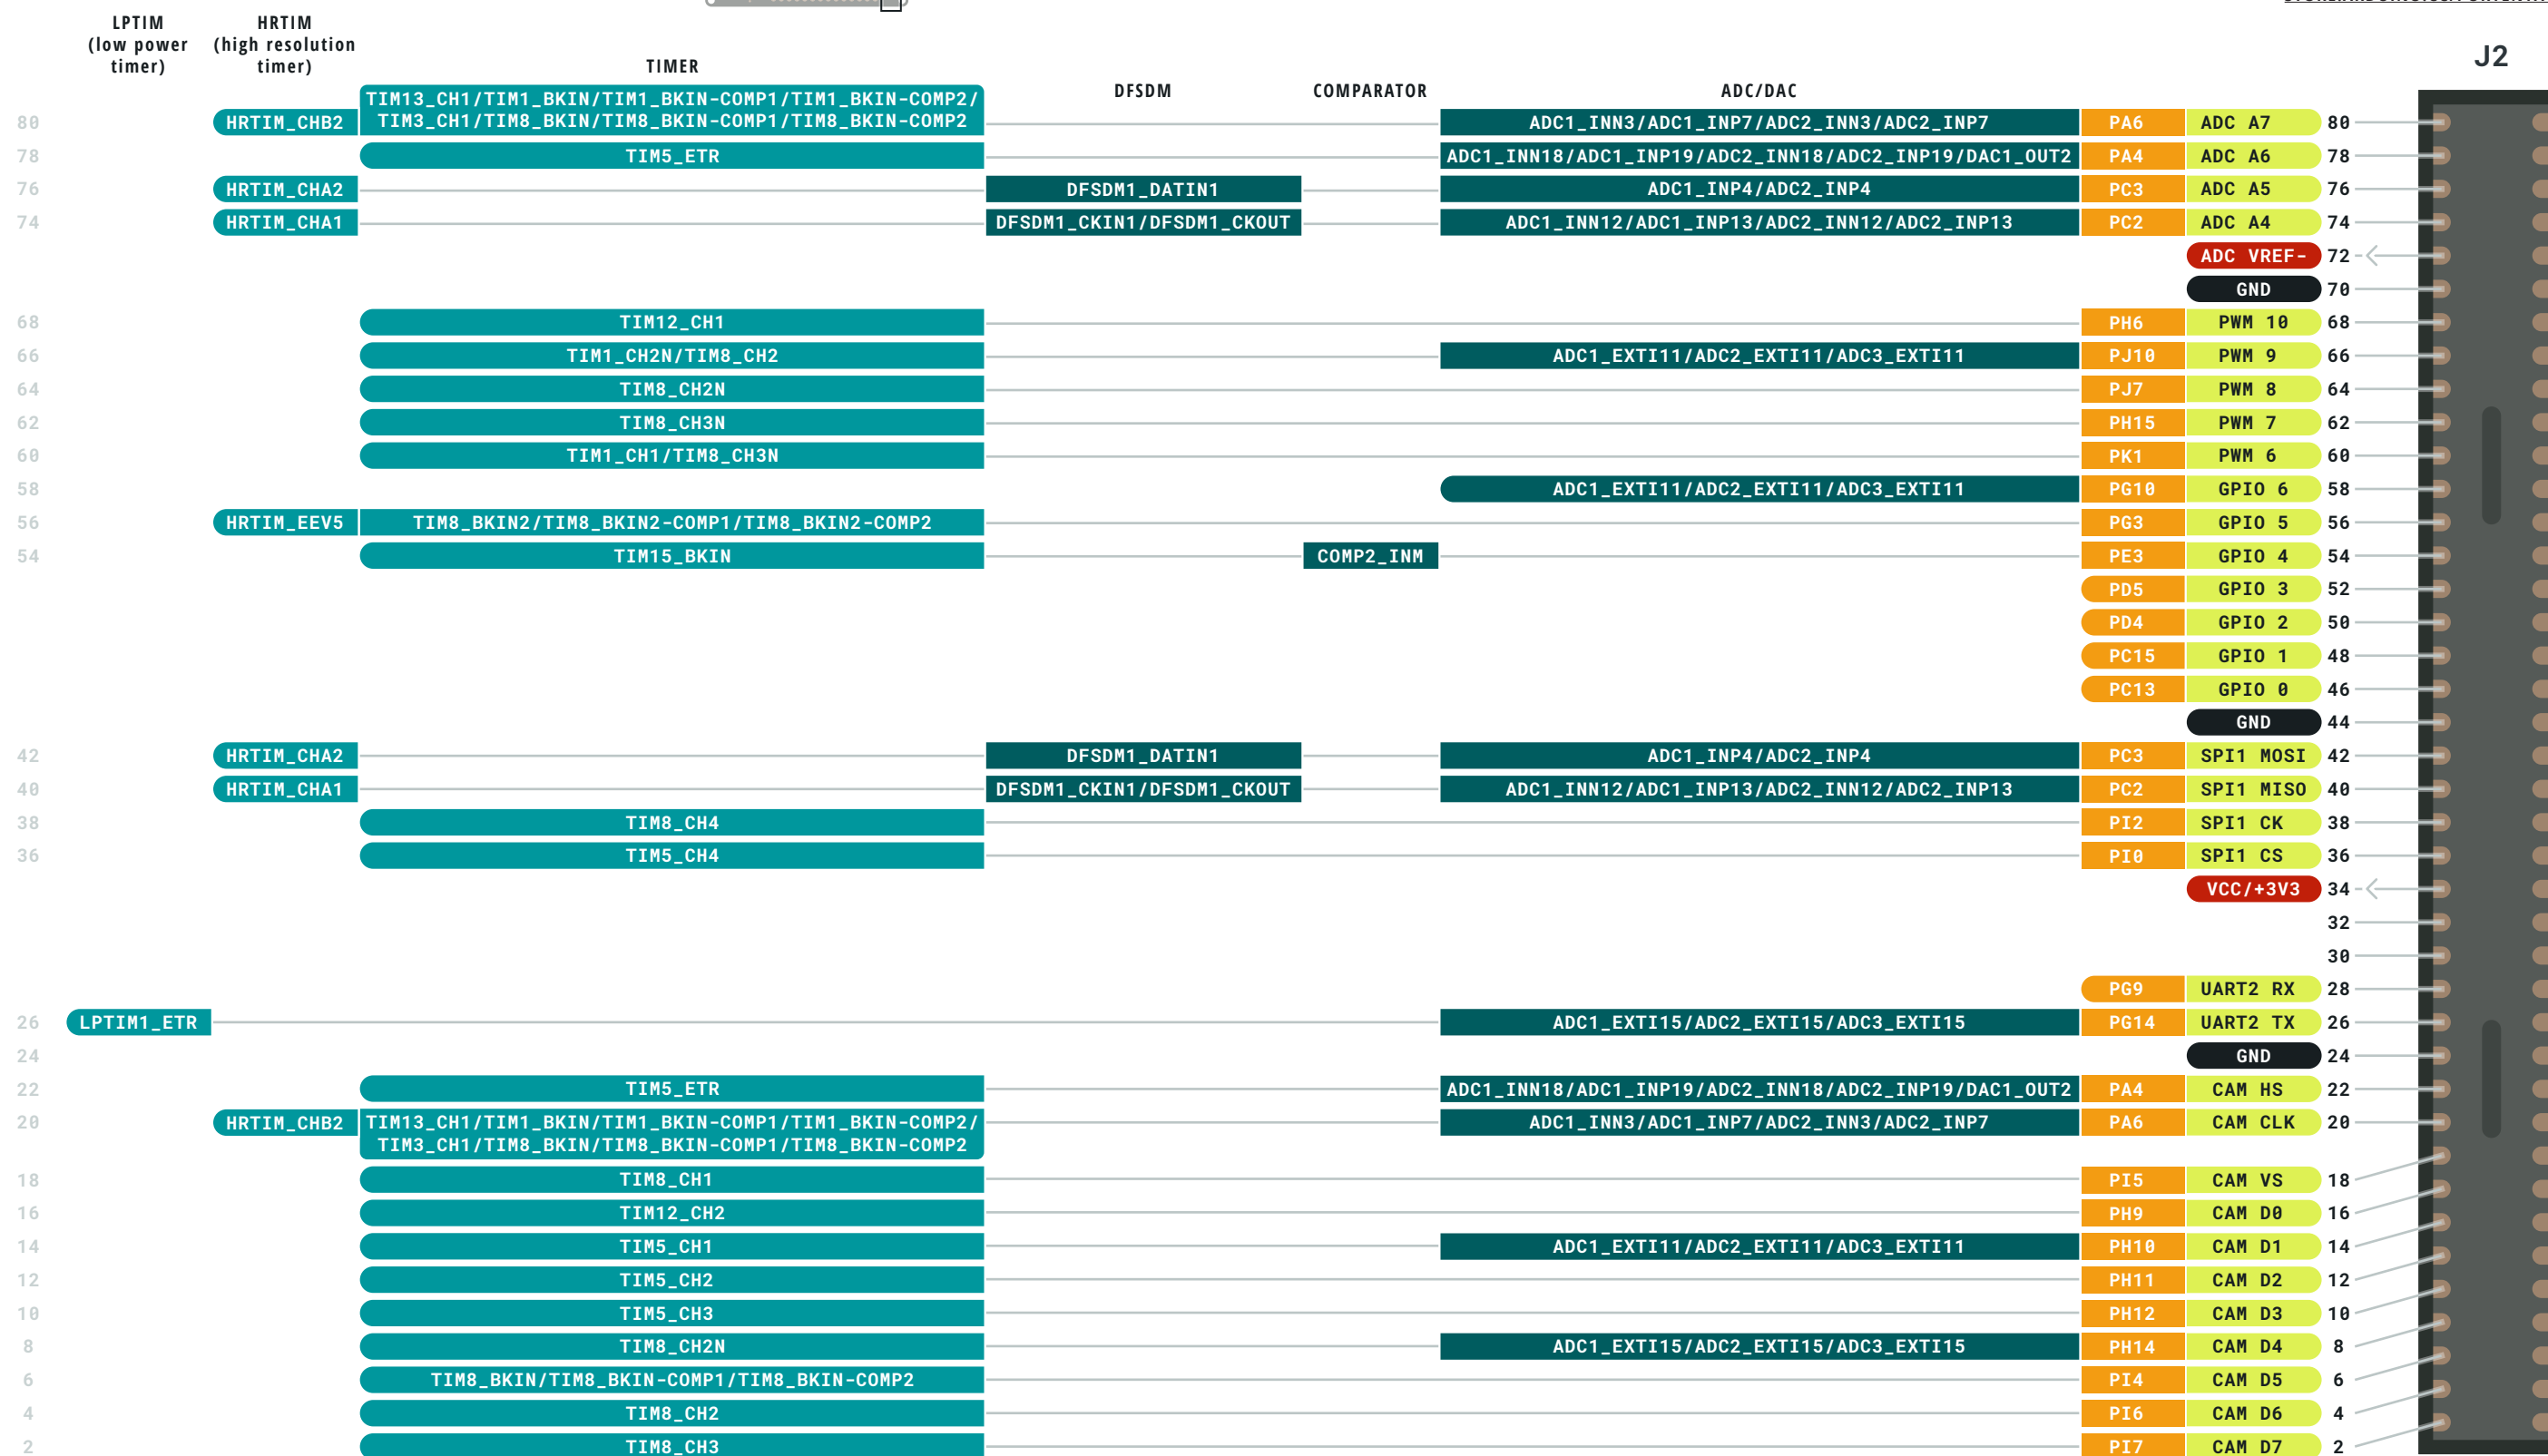 LPTIM
(low power
timer)
HRTIM
(high resolution
timer)
TIMER
DFSDM
COMPARATOR
ADC/DAC
J2
80 HRTIM_CHB2 TIM13_CH1/TIM1_BKIN/TIM1_BKIN-COMP1/TIM1_BKIN-COMP2/
TIM3_CH1/TIM8_BKIN/TIM8_BKIN-COMP1/TIM8_BKIN-COMP2 ADC1_INN3/ADC1_INP7/ADC2_INN3/ADC2_INP7 PA6 ADC A7 80
78 TIM5_ETR ADC1_INN18/ADC1_INP19/ADC2_INN18/ADC2_INP19/DAC1_OUT2 PA4 ADC A6 78
76 HRTIM_CHA2 DFSDM1_DATIN1 ADC1_INP4/ADC2_INP4 PC3 ADC A5 76
74 HRTIM_CHA1 DFSDM1_CKIN1/DFSDM1_CKOUT ADC1_INN12/ADC1_INP13/ADC2_INN12/ADC2_INP13 PC2 ADC A4 74
ADC VREF- 72
GND 70
68 TIM12_CH1 PH6 PWM 10 68
66 TIM1_CH2N/TIM8_CH2 ADC1_EXTI11/ADC2_EXTI11/ADC3_EXTI11 PJ10 PWM 9 66
64 TIM8_CH2N PJ7 PWM 8 64
62 TIM8_CH3N PH15 PWM 7 62
60 TIM1_CH1/TIM8_CH3N PK1 PWM 6 60
58 ADC1_EXTI11/ADC2_EXTI11/ADC3_EXTI11 PG10 GPIO 6 58
56 HRTIM_EEV5 TIM8_BKIN2/TIM8_BKIN2-COMP1/TIM8_BKIN2-COMP2 PG3 GPIO 5 56
54 TIM15_BKIN COMP2_INM PE3 GPIO 4 54
PD5 GPIO 3 52
PD4 GPIO 2 50
PC15 GPIO 1 48
PC13 GPIO 0 46
GND 44
42 HRTIM_CHA2 DFSDM1_DATIN1 ADC1_INP4/ADC2_INP4 PC3 SPI1 MOSI 42
40 HRTIM_CHA1 DFSDM1_CKIN1/DFSDM1_CKOUT ADC1_INN12/ADC1_INP13/ADC2_INN12/ADC2_INP13 PC2 SPI1 MISO 40
38 TIM8_CH4 PI2 SPI1 CK 38
36 TIM5_CH4 PI0 SPI1 CS 36
VCC/+3V3 34
32
30
PG9 UART2 RX 28
26 LPTIM1_ETR ADC1_EXTI15/ADC2_EXTI15/ADC3_EXTI15 PG14 UART2 TX 26
24 GND 24
22 TIM5_ETR ADC1_INN18/ADC1_INP19/ADC2_INN18/ADC2_INP19/DAC1_OUT2 PA4 CAM HS 22
20 HRTIM_CHB2 TIM13_CH1/TIM1_BKIN/TIM1_BKIN-COMP1/TIM1_BKIN-COMP2/ ADC1_INN3/ADC1_INP7/ADC2_INN3/ADC2_INP7 PA6 CAM CLK 20
TIM3_CH1/TIM8_BKIN/TIM8_BKIN-COMP1/TIM8_BKIN-COMP2
18 TIM8_CH1 PI5 CAM VS 18
16 TIM12_CH2 PH9 CAM D0 16
14 TIM5_CH1 ADC1_EXTI11/ADC2_EXTI11/ADC3_EXTI11 PH10 CAM D1 14
12 TIM5_CH2 PH11 CAM D2 12
10 TIM5_CH3 PH12 CAM D3 10
8 TIM8_CH2N ADC1_EXTI15/ADC2_EXTI15/ADC3_EXTI15 PH14 CAM D4 8
6 TIM8_BKIN/TIM8_BKIN-COMP1/TIM8_BKIN-COMP2 PI4 CAM D5 6
4 TIM8_CH2 PI6 CAM D6 4
2 TIM8_CH3 PI7 CAM D7 2